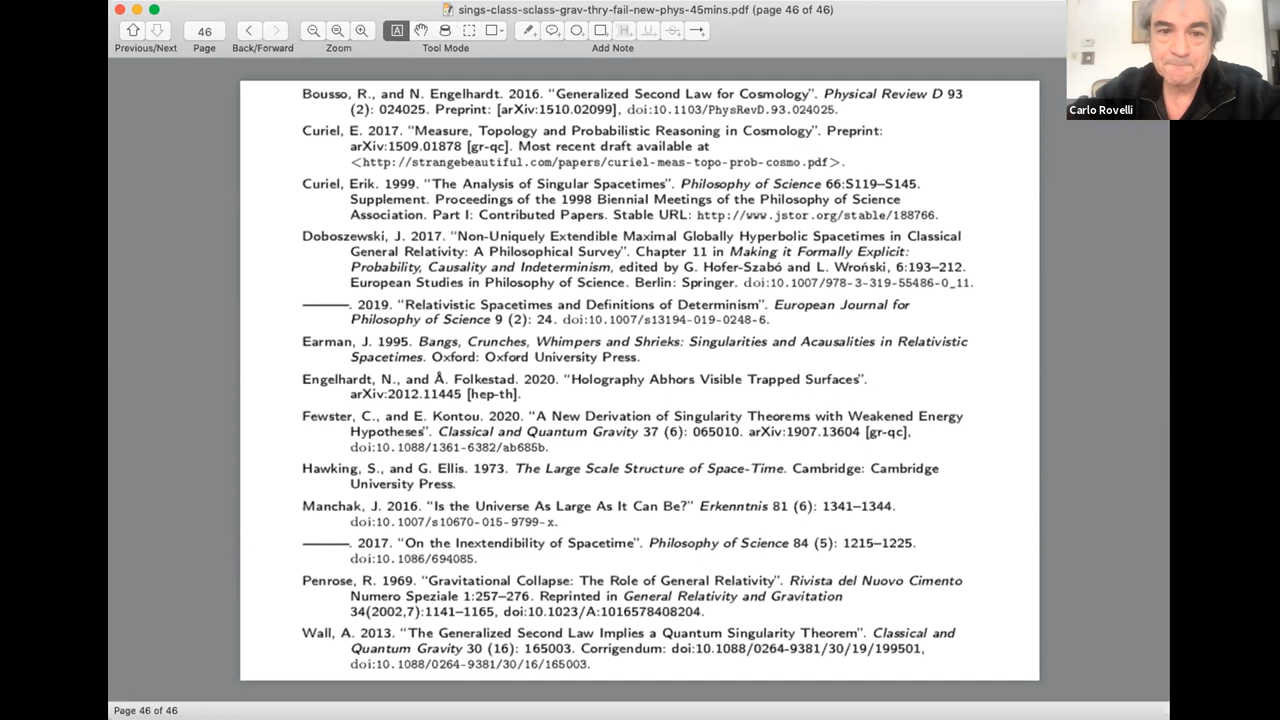 sings-class-sclass-grav-thry-fail-new-phys-45mins.pdf (page 46 of 46)
46
A
Previous/Next Page Back/Forward Zoom Tool Mode Add Note
Carlo Rovelli
Bousso, R., and N. Engelhardt. 2016. “Generalized Second Law for Cosmology”. Physical Review D 93
(2): 024025. Preprint: [arXiv:1510.02099], doi:10.1103/PhysRevD.93.024025.
Curiel, E. 2017. “Measure, Topology and Probabilistic Reasoning in Cosmology”. Preprint:
arXiv:1509.01878 [gr-qc]. Most recent draft available at
<http://strangebeautiful.com/papers/curiel-meas-topo-prob-cosmo.pdf>.
Curiel, Erik. 1999. “The Analysis of Singular Spacetimes”. Philosophy of Science 66:S119–S145.
Supplement. Proceedings of the 1998 Biennial Meetings of the Philosophy of Science
Association. Part I: Contributed Papers. Stable URL: http://www.jstor.org/stable/188766.
Doboszewski, J. 2017. “Non-Uniquely Extendible Maximal Globally Hyperbolic Spacetimes in Classical
General Relativity: A Philosophical Survey”. Chapter 11 in Making it Formally Explicit:
Probability, Causality and Indeterminism, edited by G. Hofer-Szabó and L. Wroński, 6:193–212.
European Studies in Philosophy of Science. Berlin: Springer. doi:10.1007/978-3-319-55486-0_11.
———. 2019. “Relativistic Spacetimes and Definitions of Determinism”. European Journal for
Philosophy of Science 9 (2): 24. doi:10.1007/s13194-019-0248-6.
Earman, J. 1995. Bangs, Crunches, Whimpers and Shrieks: Singularities and Acausalities in Relativistic
Spacetimes. Oxford: Oxford University Press.
Engelhardt, N., and Å. Folkestad. 2020. “Holography Abhors Visible Trapped Surfaces”.
arXiv:2012.11445 [hep-th].
Fewster, C., and E. Kontou. 2020. “A New Derivation of Singularity Theorems with Weakened Energy
Hypotheses”. Classical and Quantum Gravity 37 (6): 065010. arXiv:1907.13604 [gr-qc],
doi:10.1088/1361-6382/ab685b.
Hawking, S., and G. Ellis. 1973. The Large Scale Structure of Space-Time. Cambridge: Cambridge
University Press.
Manchak, J. 2016. “Is the Universe As Large As It Can Be?” Erkenntnis 81 (6): 1341–1344.
doi:10.1007/s10670-015-9799-x.
———. 2017. “On the Inextendibility of Spacetime”. Philosophy of Science 84 (5): 1215–1225.
doi:10.1086/694085.
Penrose, R. 1969. “Gravitational Collapse: The Role of General Relativity”. Rivista del Nuovo Cimento
Numero Speziale 1:257–276. Reprinted in General Relativity and Gravitation
34(2002,7):1141–1165, doi:10.1023/A:1016578408204.
Wall, A. 2013. “The Generalized Second Law Implies a Quantum Singularity Theorem”. Classical and
Quantum Gravity 30 (16): 165003. Corrigendum: doi:10.1088/0264-9381/30/19/199501,
doi:10.1088/0264-9381/30/16/165003.
Page 46 of 46